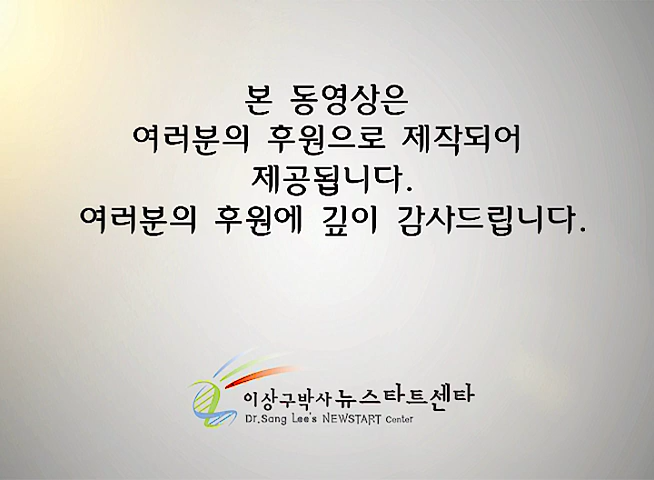 본 동영상은
여러분의 후원으로 제작되어
제공됩니다.
여러분의 후원에 깊이 감사드립니다.
이상구박사 뉴스타트센타
Dr.Sang Lee's NEWSTART Center